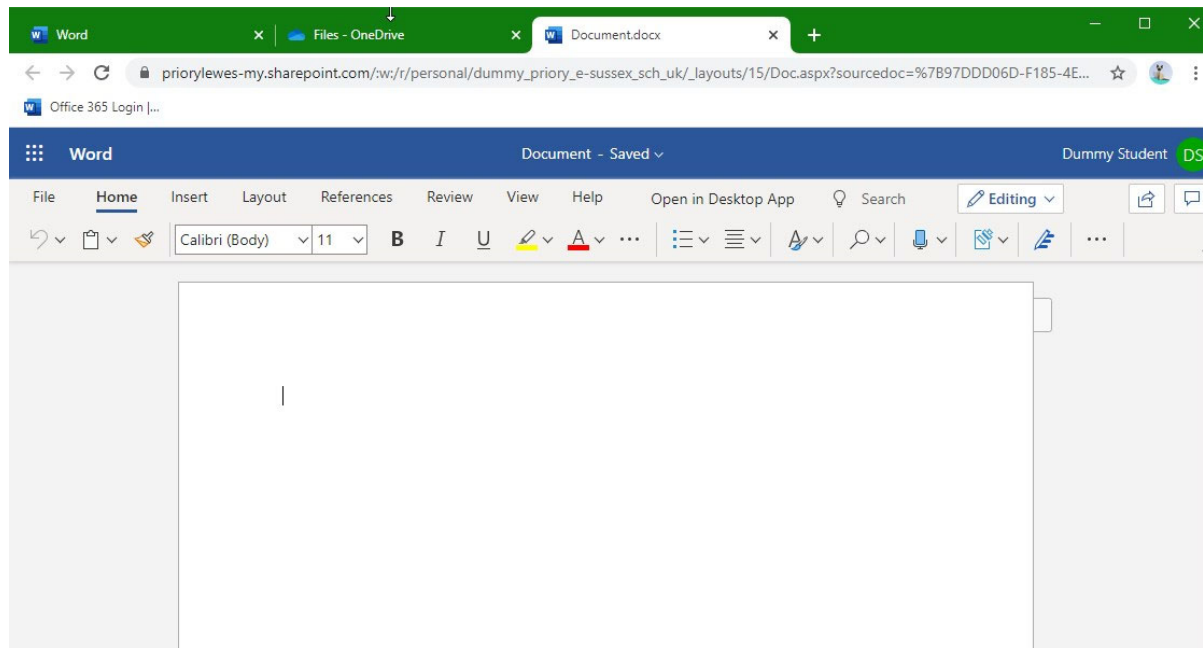 Word Files - OneDrive Document.docx
priorylewes-my.sharepoint.com/:w:/r/personal/dummy_priory_e-sussex_sch_uk/_layouts/15/Doc.aspx?sourcedoc=%7B97DDD06D-F185-4E...
Office 365 Login |...
Word Document - Saved Dummy Student DS
File Home Insert Layout References Review View Help Open in Desktop App Search Editing
Calibri (Body) 11 B I U A